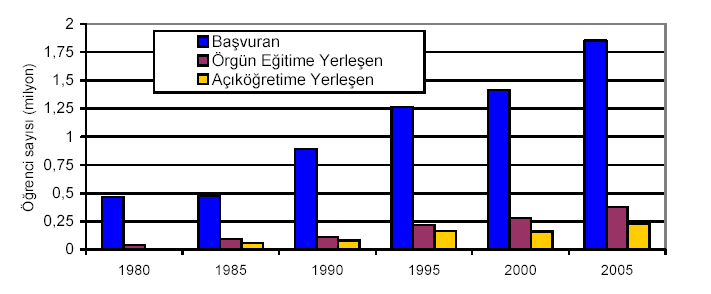 Öğrenci sayısı (milyon)
2
1,75
1,5
1,25
1
0,75
0,5
0,25
0
Başvuran
Örgün Eğitime Yerleşen
Açıköğretime Yerleşen
1980 1985 1990 1995 2000 2005